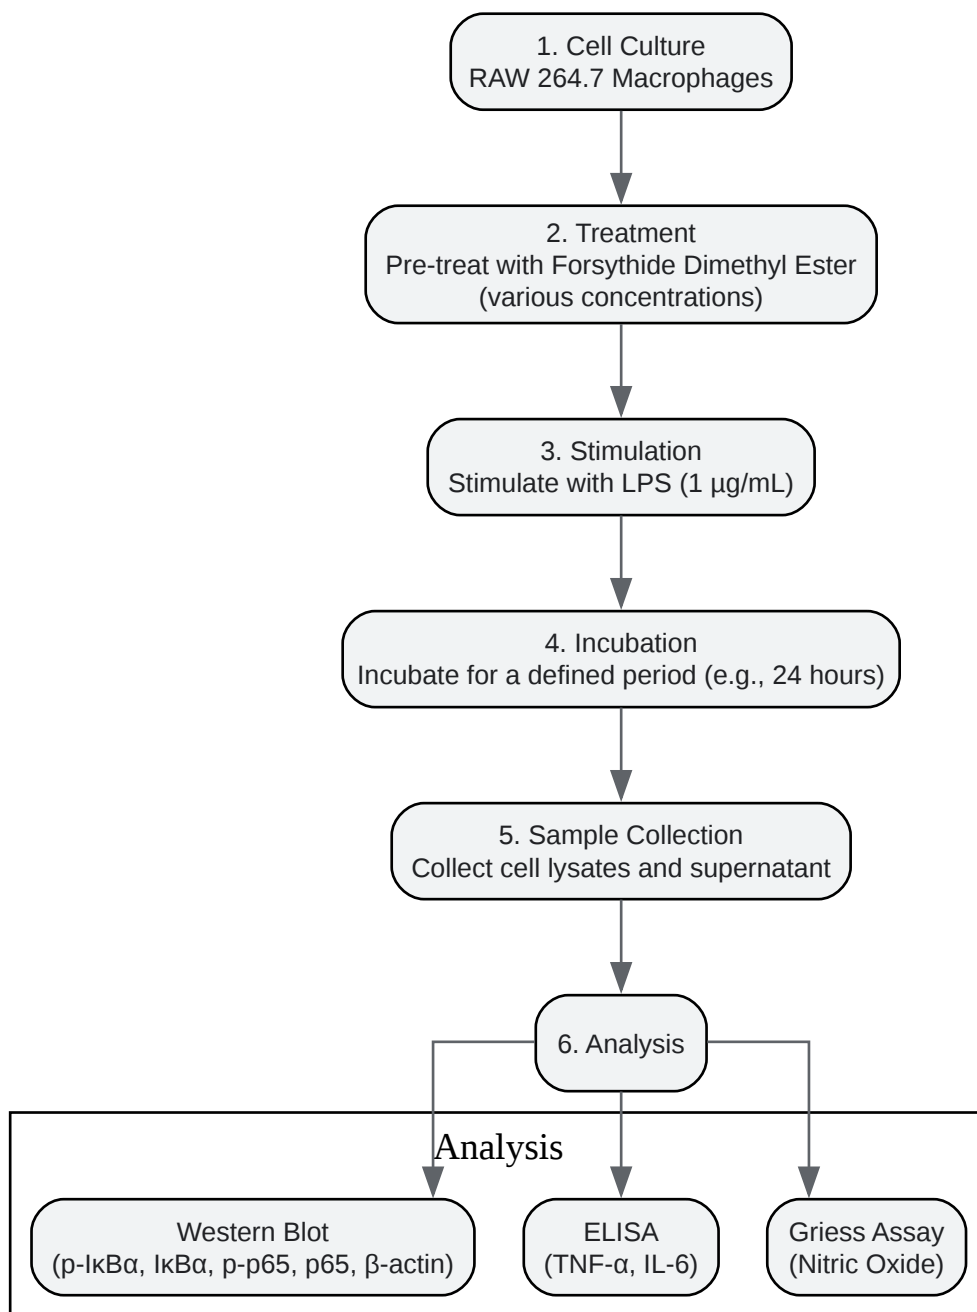 1. Cell Culture
RAW 264.7 Macrophages
2. Treatment
Pre-treat with Forsythide Dimethyl Ester
(various concentrations)
3. Stimulation
Stimulate with LPS (1 µg/mL)
4. Incubation
Incubate for a defined period (e.g., 24 hours)
5. Sample Collection
Collect cell lysates and supernatant
6. Analysis
Analysis
Western Blot
(p-IκBα, IκBα, p-p65, p65, β-actin)
ELISA
(TNF-α, IL-6)
Griess Assay
(Nitric Oxide)